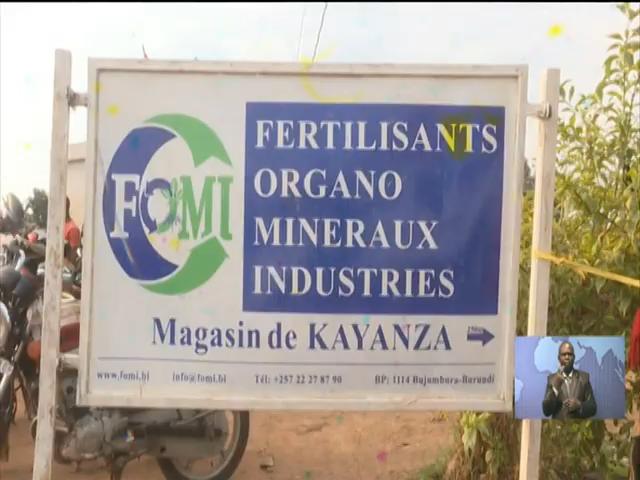 FOMI
FERTILISANTS
ORGANO
MINERAUX
INDUSTRIES
Magasin de KAYANZA
www.fomi.bi info@fomi.bi Tél: +257 22 27 87 90 BP: 1114 Bujumbura-Burundi